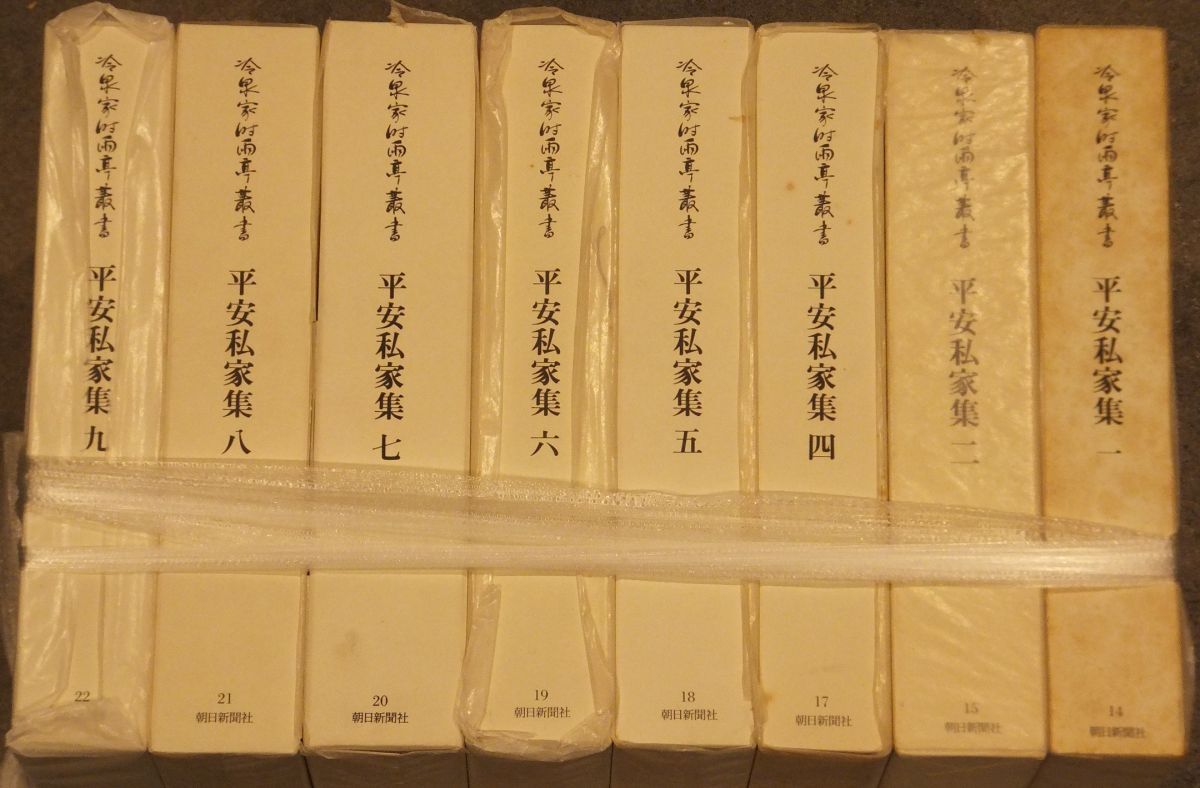 冷泉家時雨亭叢書 平安私家集 一
14
朝日新聞社
冷泉家時雨亭叢書 平安私家集 二
15
朝日新聞社
冷泉家時雨亭叢書 平安私家集 四
17
朝日新聞社
冷泉家時雨亭叢書 平安私家集 五
18
朝日新聞社
冷泉家時雨亭叢書 平安私家集 六
19
朝日新聞社
冷泉家時雨亭叢書 平安私家集 七
20
朝日新聞社
冷泉家時雨亭叢書 平安私家集 八
21
朝日新聞社
冷泉家時雨亭叢書 平安私家集 九
22